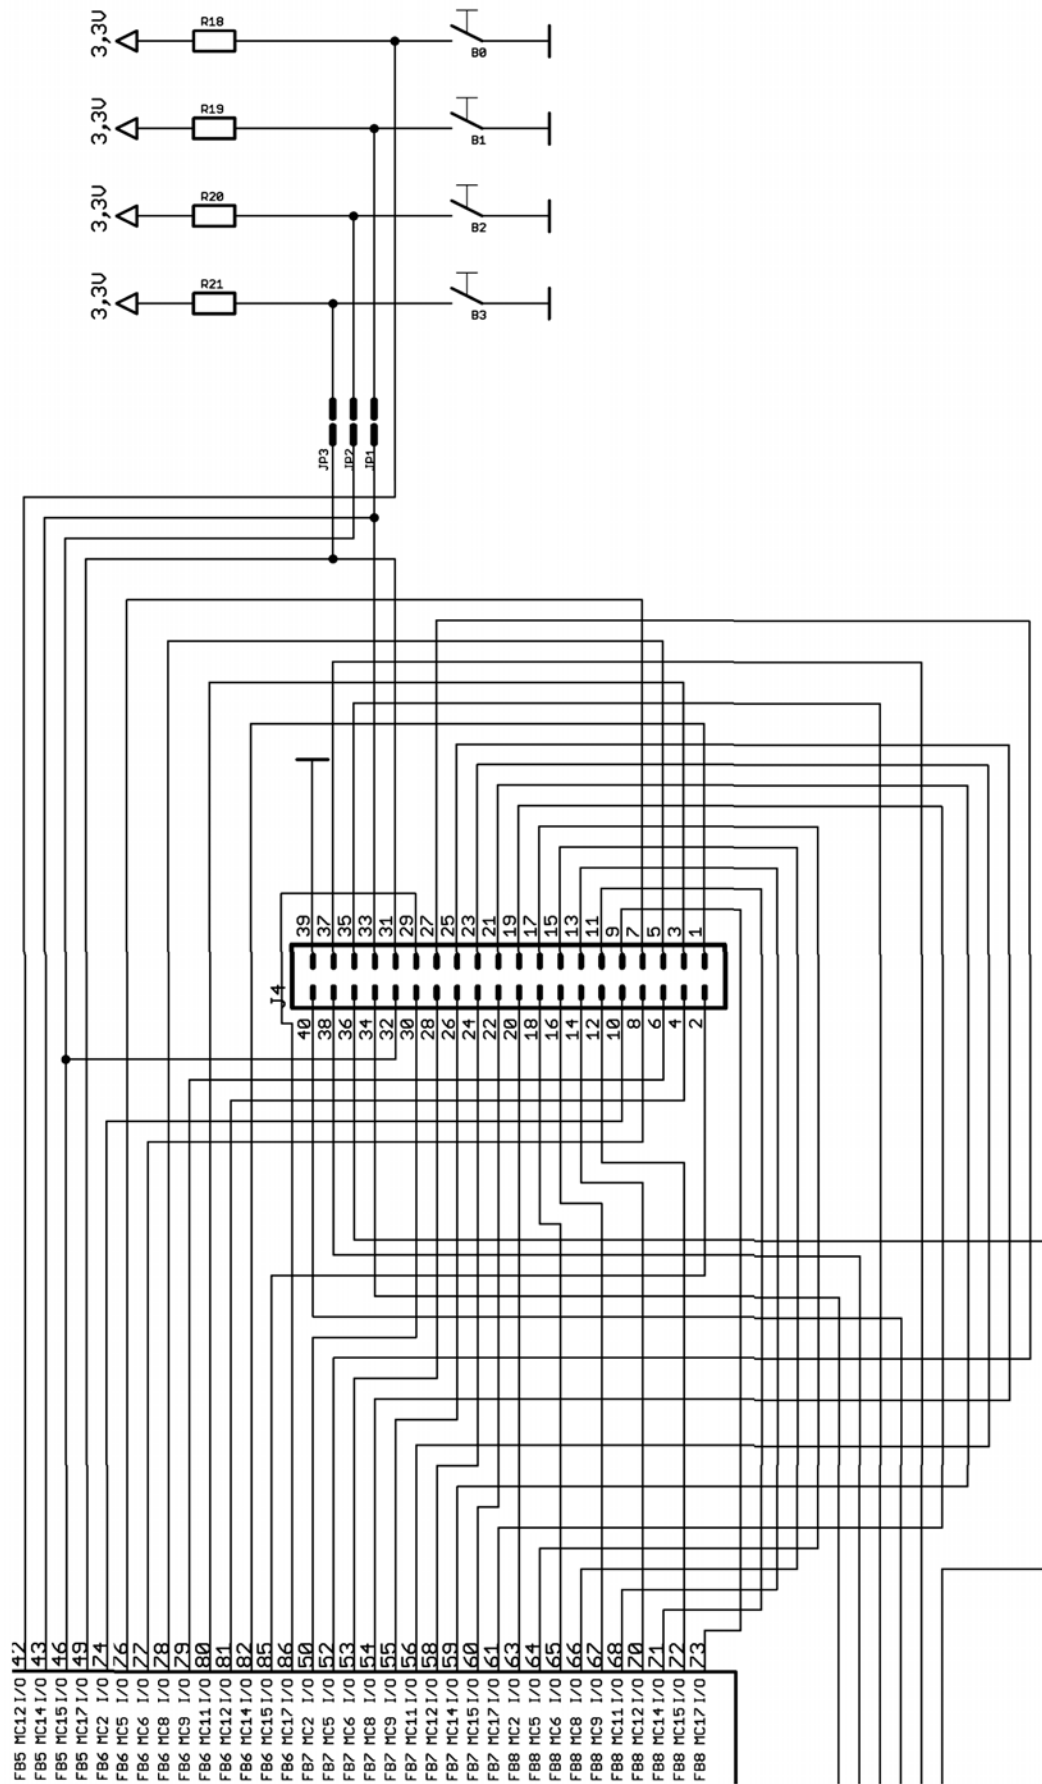 3,3V
R18
B0
3,3V
R19
B1
3,3V
R20
B2
3,3V
R21
B3
JP3
JP2
JP1
39
37
35
33
31
29
27
25
23
21
19
17
15
13
11
9
7
5
3
1
J4
40
38
36
34
32
30
28
26
24
22
20
18
16
14
12
10
8
6
4
2
42
43
46
49
74
76
77
78
79
80
81
82
85
86
50
52
53
54
55
56
58
59
60
61
63
64
65
66
67
68
70
71
72
73
FB5 MC12 I/O
FB5 MC14 I/O
FB5 MC15 I/O
FB5 MC17 I/O
FB6 MC2 I/O
FB6 MC5 I/O
FB6 MC6 I/O
FB6 MC8 I/O
FB6 MC9 I/O
FB6 MC11 I/O
FB6 MC12 I/O
FB6 MC14 I/O
FB6 MC15 I/O
FB6 MC17 I/O
FB7 MC2 I/O
FB7 MC5 I/O
FB7 MC6 I/O
FB7 MC8 I/O
FB7 MC9 I/O
FB7 MC11 I/O
FB7 MC12 I/O
FB7 MC14 I/O
FB7 MC15 I/O
FB7 MC17 I/O
FB8 MC2 I/O
FB8 MC5 I/O
FB8 MC6 I/O
FB8 MC8 I/O
FB8 MC9 I/O
FB8 MC11 I/O
FB8 MC12 I/O
FB8 MC14 I/O
FB8 MC15 I/O
FB8 MC17 I/O